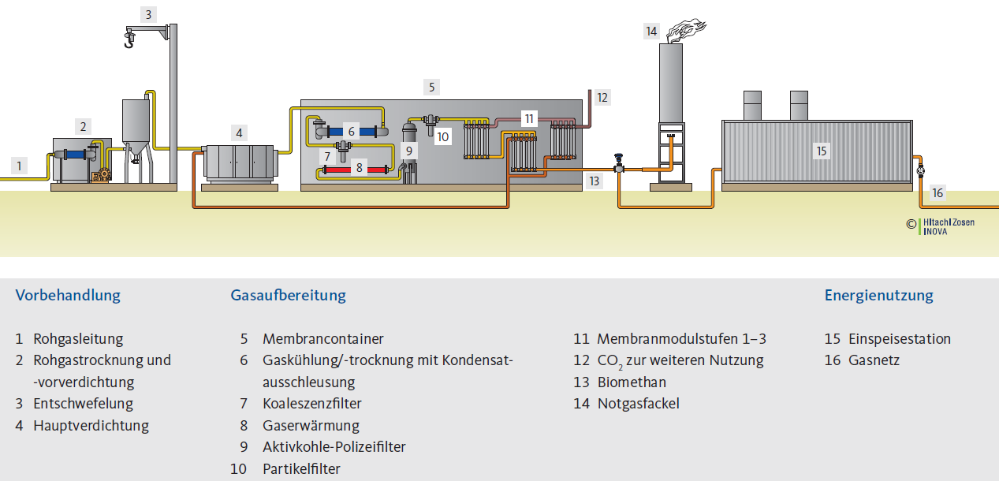 3
14
5
12
2
4
11
6
10
9
15
7
1
8
13
16
© Hitachi Zosen
INOVA
Vorbehandlung
1 Rohgasleitung
2 Rohgastrocknung und
-vorverdichtung
3 Entschwefelung
4 Hauptverdichtung
Gasaufbereitung
5 Membrancontainer
6 Gaskühlung/-trocknung mit Kondensat-
ausschleusung
7 Koaleszenzfilter
8 Gaserwärmung
9 Aktivkohle-Polizeifilter
10 Partikelfilter
11 Membranmodulstufen 1–3
12 CO2 zur weiteren Nutzung
13 Biomethan
14 Notgasfackel
Energienutzung
15 Einspeisestation
16 Gasnetz